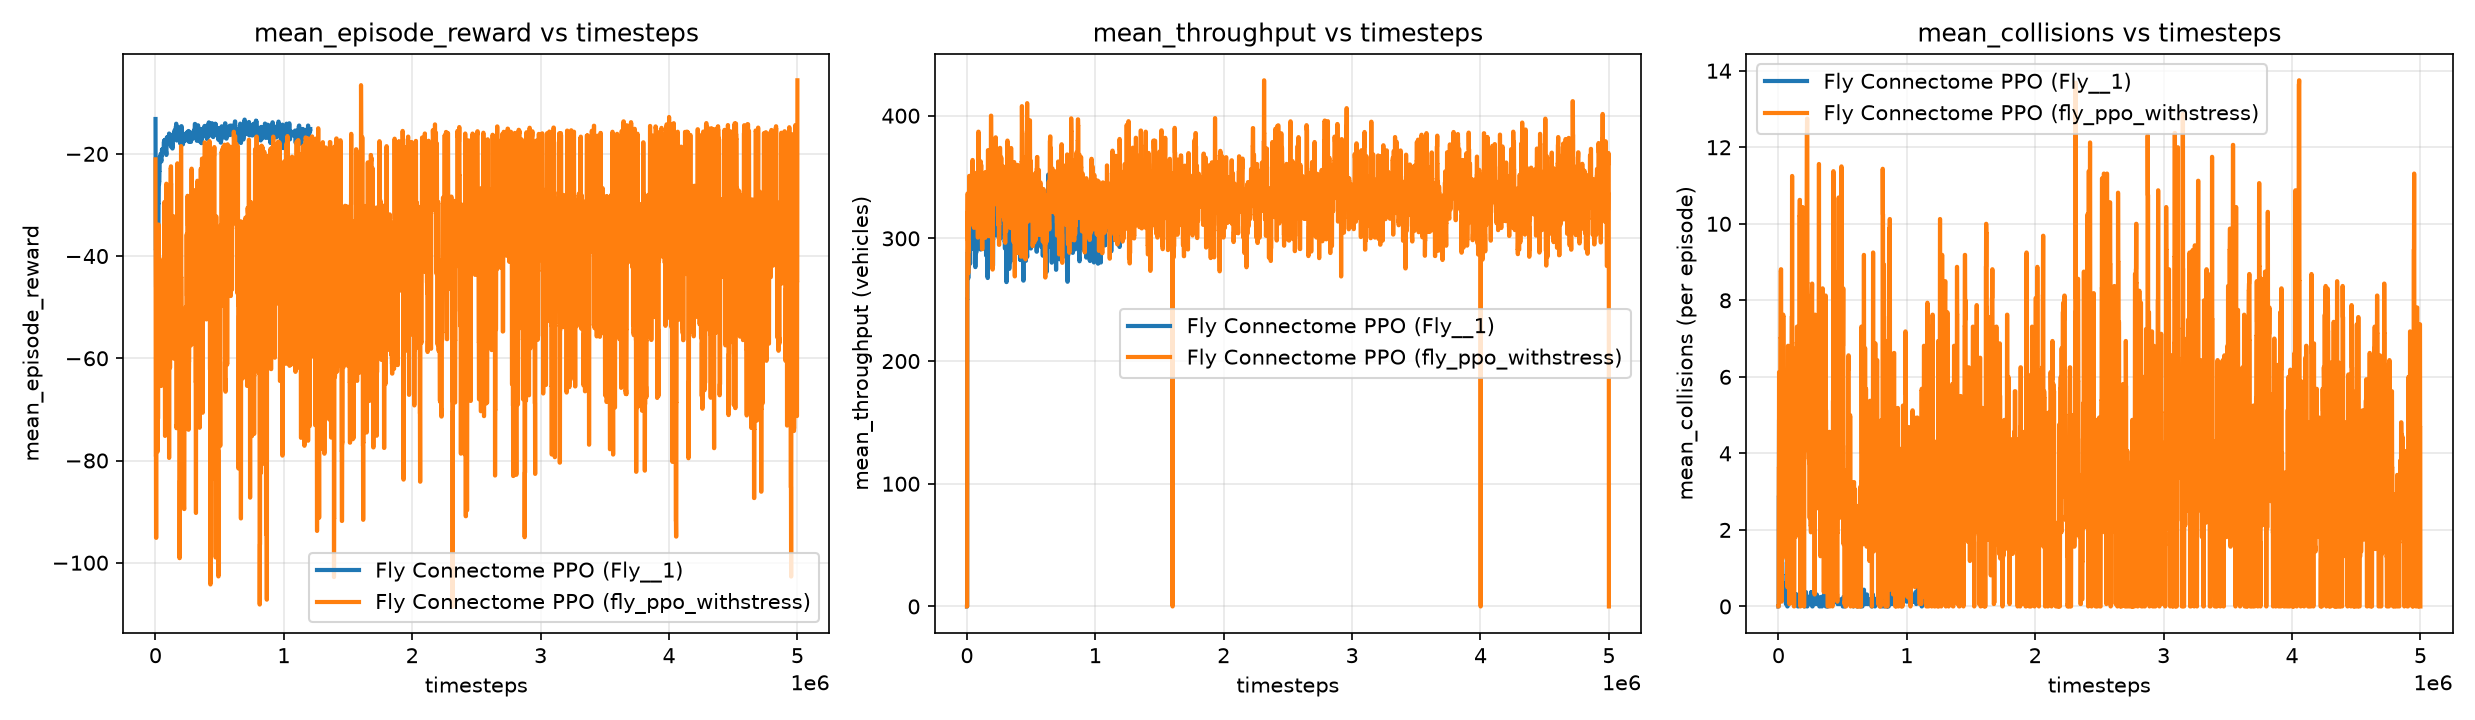 mean_episode_reward vs timesteps
mean_episode_reward
−20
−40
−60
−80
−100
0
1
2
3
4
5
1e6
timesteps
Fly Connectome PPO (Fly__1)
Fly Connectome PPO (fly_ppo_withstress)
mean_throughput vs timesteps
mean_throughput (vehicles)
400
300
200
100
0
0
1
2
3
4
5
1e6
timesteps
Fly Connectome PPO (Fly__1)
Fly Connectome PPO (fly_ppo_withstress)
mean_collisions vs timesteps
mean_collisions (per episode)
14
12
10
8
6
4
2
0
0
1
2
3
4
5
1e6
timesteps
Fly Connectome PPO (Fly__1)
Fly Connectome PPO (fly_ppo_withstress)